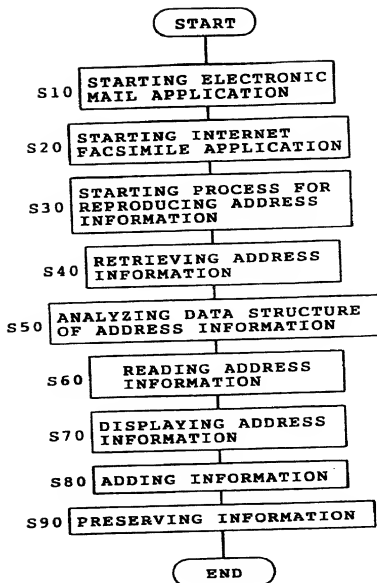 START
S10 STARTING ELECTRONIC
MAIL APPLICATION
S20 STARTING INTERNET
FACSIMILE APPLICATION
S30 STARTING PROCESS FOR
REPRODUCING ADDRESS
INFORMATION
S40 RETRIEVING ADDRESS
INFORMATION
S50 ANALYZING DATA STRUCTURE
OF ADDRESS INFORMATION
S60 READING ADDRESS
INFORMATION
S70 DISPLAYING ADDRESS
INFORMATION
S80 ADDING INFORMATION
S90 PRESERVING INFORMATION
END